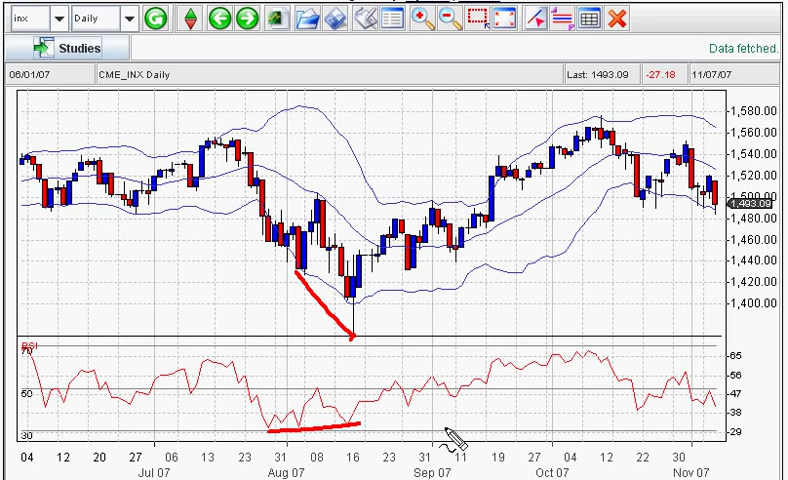 inx Daily
Studies
Data fetched.
06/01/07 CME_INX Daily Last: 1493.09 -27.18 11/07/07
1,580.00
1,560.00
1,540.00
1,520.00
1,500.00
1,493.09
1,480.00
1,460.00
1,440.00
1,420.00
1,400.00
RSI
70
65
56
50
47
38
30
29
04 12 20 27 06 13 23 31 08 16 23 31 11 19 27 04 12 22 30 07
Jul 07 Aug 07 Sep 07 Oct 07 Nov 07